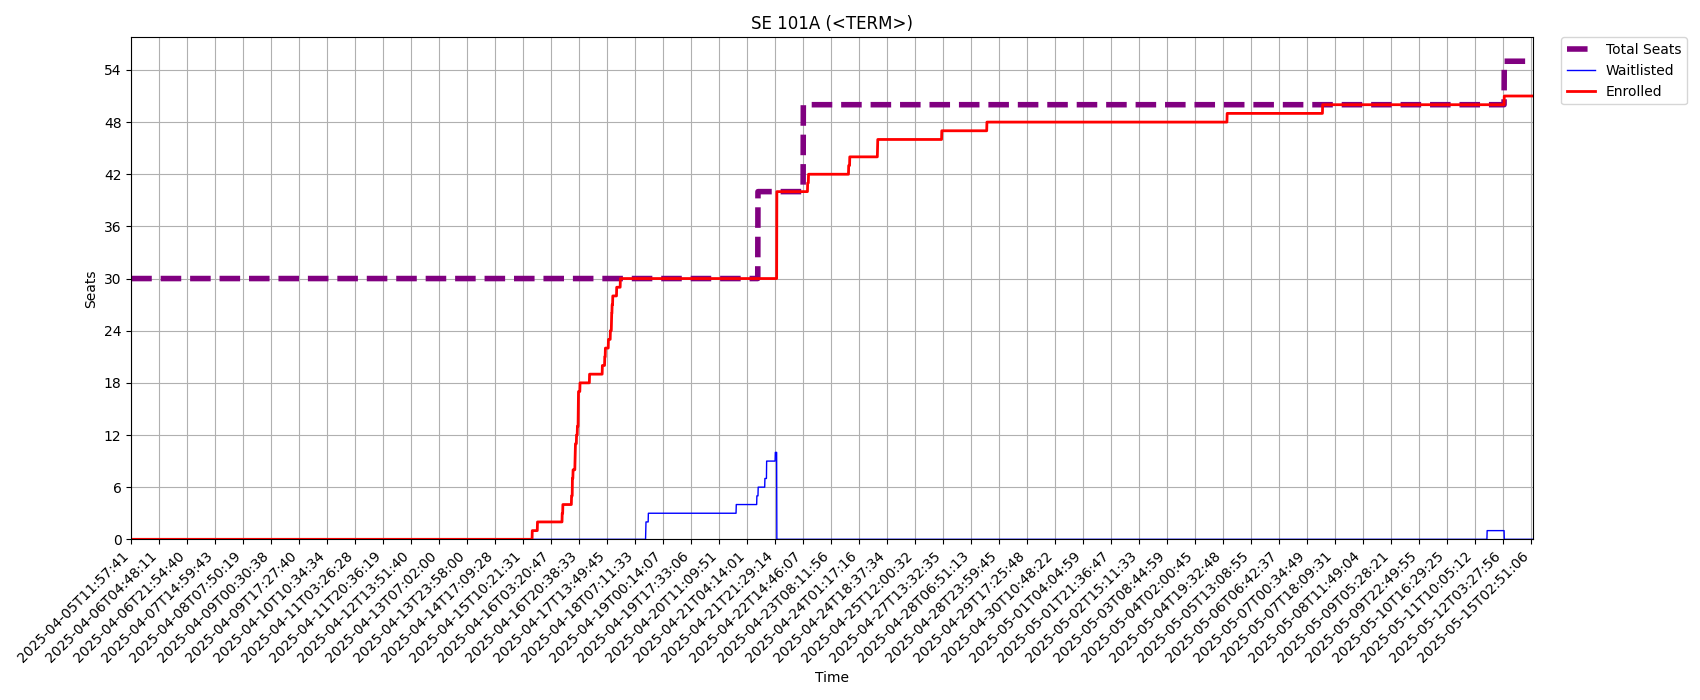 SE 101A (<TERM>)
Total Seats
Waitlisted
Enrolled
54
48
42
36
30
24
18
12
6
0
Seats
2025-04-05T11:57:41
2025-04-06T04:48:11
2025-04-06T21:54:40
2025-04-07T14:59:43
2025-04-08T07:50:19
2025-04-09T00:30:38
2025-04-09T17:27:40
2025-04-10T10:34:34
2025-04-11T03:26:28
2025-04-11T20:36:19
2025-04-12T13:51:40
2025-04-13T07:02:00
2025-04-13T23:58:00
2025-04-14T17:09:28
2025-04-15T10:21:31
2025-04-16T03:20:47
2025-04-16T20:38:33
2025-04-17T13:49:45
2025-04-18T07:11:33
2025-04-19T00:14:07
2025-04-19T17:33:06
2025-04-20T11:09:51
2025-04-21T04:14:01
2025-04-21T21:29:14
2025-04-22T14:46:07
2025-04-23T08:11:56
2025-04-24T01:17:16
2025-04-24T18:37:34
2025-04-25T12:00:32
2025-04-27T13:32:35
2025-04-28T06:51:13
2025-04-28T23:59:45
2025-04-29T17:25:48
2025-04-30T10:48:22
2025-05-01T04:04:59
2025-05-01T21:36:47
2025-05-02T15:11:33
2025-05-03T08:44:59
2025-05-04T02:00:45
2025-05-04T19:32:48
2025-05-05T13:08:55
2025-05-06T06:42:37
2025-05-07T00:34:49
2025-05-07T18:09:31
2025-05-08T11:49:04
2025-05-09T05:28:21
2025-05-09T22:49:55
2025-05-10T16:29:25
2025-05-11T10:05:12
2025-05-12T03:27:56
2025-05-15T02:51:06
Time